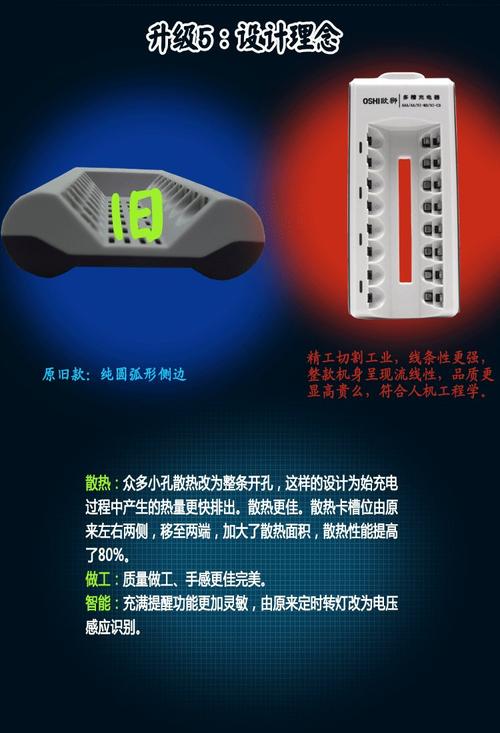 升级5：设计理念
OSHI欧狮 多槽充电器
AAA/AA/NI-MH/NI-CD
旧
原旧款：纯圆弧形侧边
精工切割工业，线条性更强，
整款机身呈现流线性，品质更
显高贵么，符合人机工程学。
散热：众多小孔散热改为整条开孔，这样的设计为始充电
过程中产生的热量更快排出。散热更佳。散热卡槽位由原
来左右两侧，移至两端，加大了散热面积，散热性能提高
了80%。
做工：质量做工、手感更佳完美。
智能：充满提醒功能更加灵敏，由原来定时转灯改为电压
感应识别。